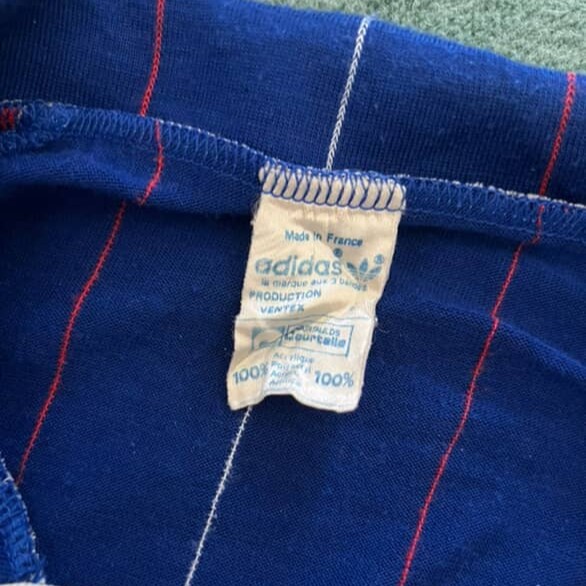 Made in France
adidas®
la marque aux 3 bandes
PRODUCTION
VENTEX
Courtelle
100% 100%